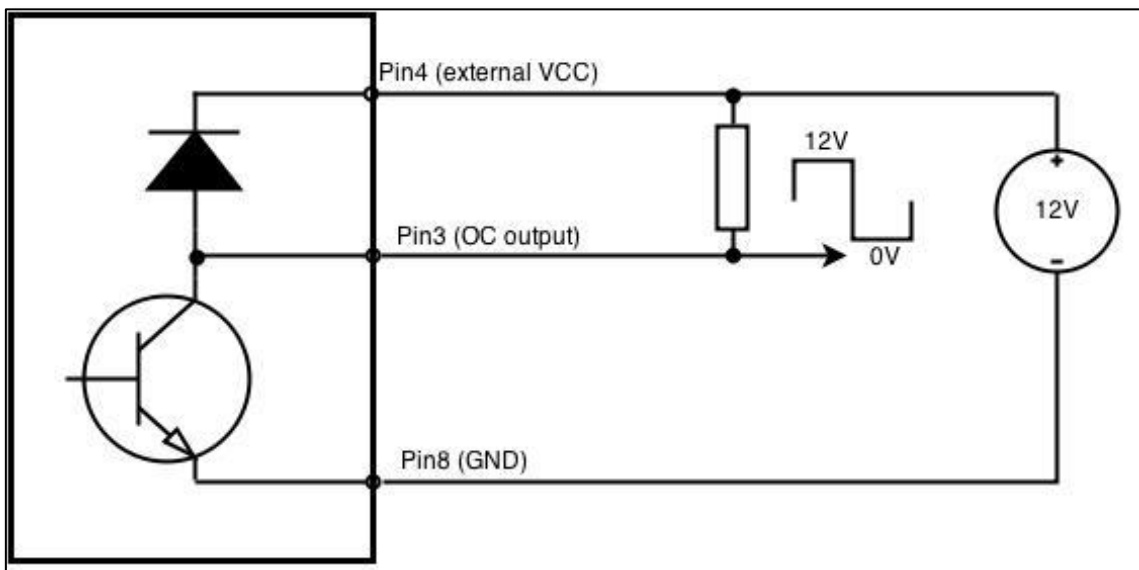 Pin4 (external VCC)
12V
12V
Pin3 (OC output)
0V
Pin8 (GND)